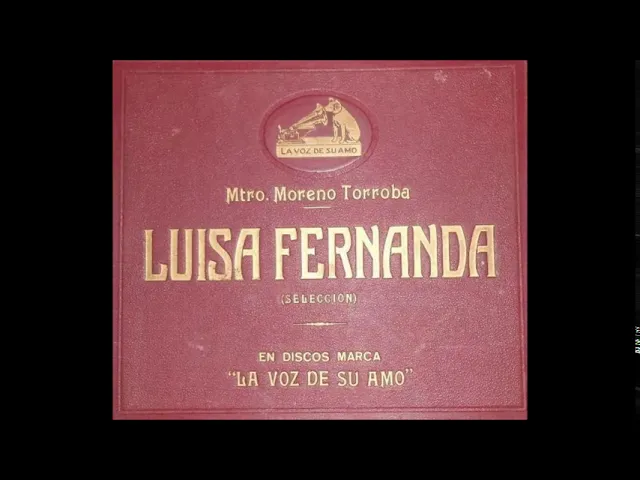 LA VOZ DE SU AMO
Mtro. Moreno Torroba
LUISA FERNANDA
(SELECCION)
EN DISCOS MARCA
"LA VOZ DE SU AMO"